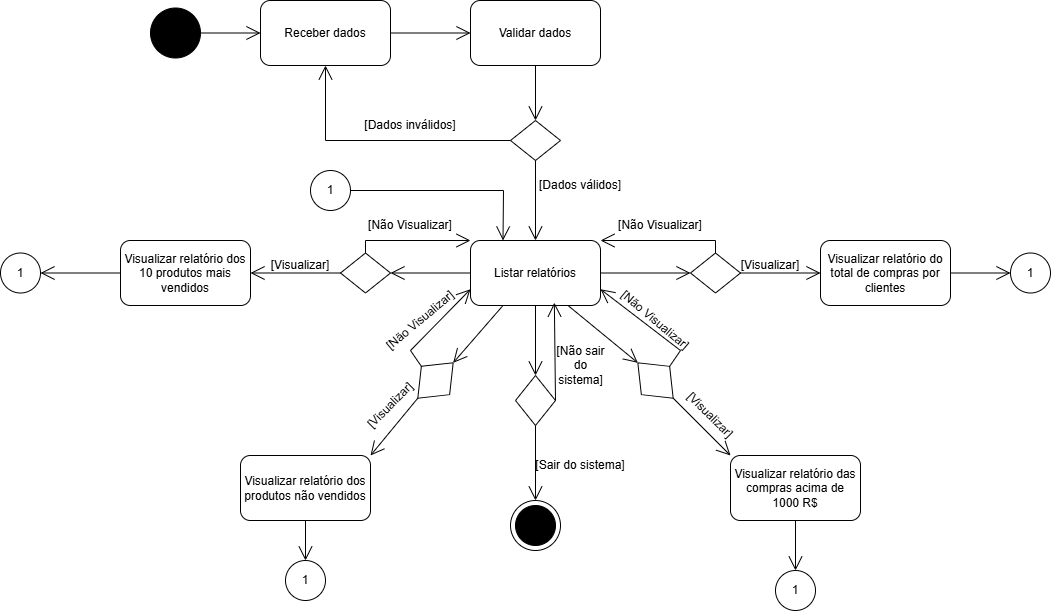 Receber dados
Validar dados
[Dados inválidos]
[Dados válidos]
1
[Não Visualizar]
[Não Visualizar]
Visualizar relatório dos
10 produtos mais
vendidos
1
[Visualizar]
Listar relatórios
[Visualizar]
Visualizar relatório do
total de compras por
clientes
1
[Não Visualizar]
[Não Visualizar]
[Não sair
do
sistema]
[Visualizar]
[Visualizar]
[Sair do sistema]
Visualizar relatório dos
produtos não vendidos
Visualizar relatório das
compras acima de
1000 R$
1
1